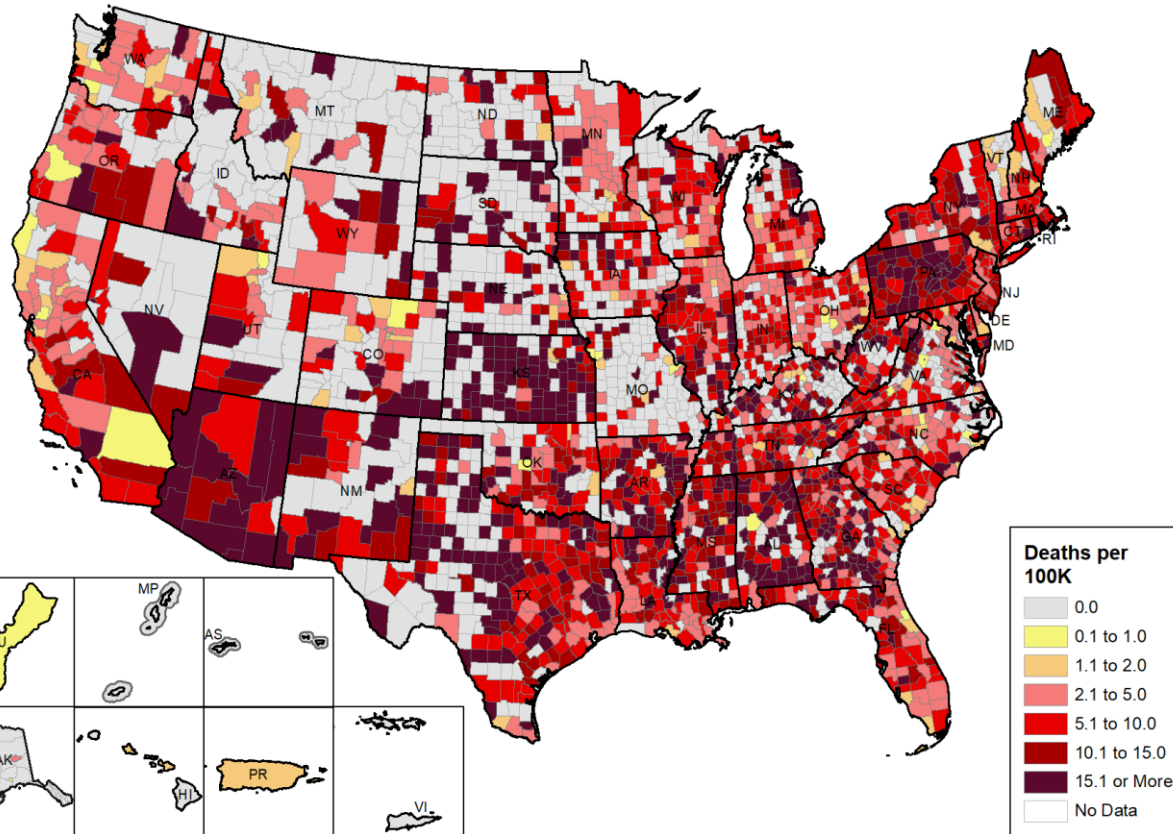 WA
MT
ND
MN
ME
OR
ID
SD
WI
MI
VT
NH
NY
MA
CT
RI
WY
IA
NE
PA
NJ
NV
UT
CO
IL
IN
OH
DE
MD
CA
KS
MO
WV
VA
KY
AZ
NM
OK
AR
TN
NC
SC
MS
AL
GA
TX
LA
FL
MP
AS
AK
HI
PR
VI
Deaths per
100K
0.0
0.1 to 1.0
1.1 to 2.0
2.1 to 5.0
5.1 to 10.0
10.1 to 15.0
15.1 or More
No Data